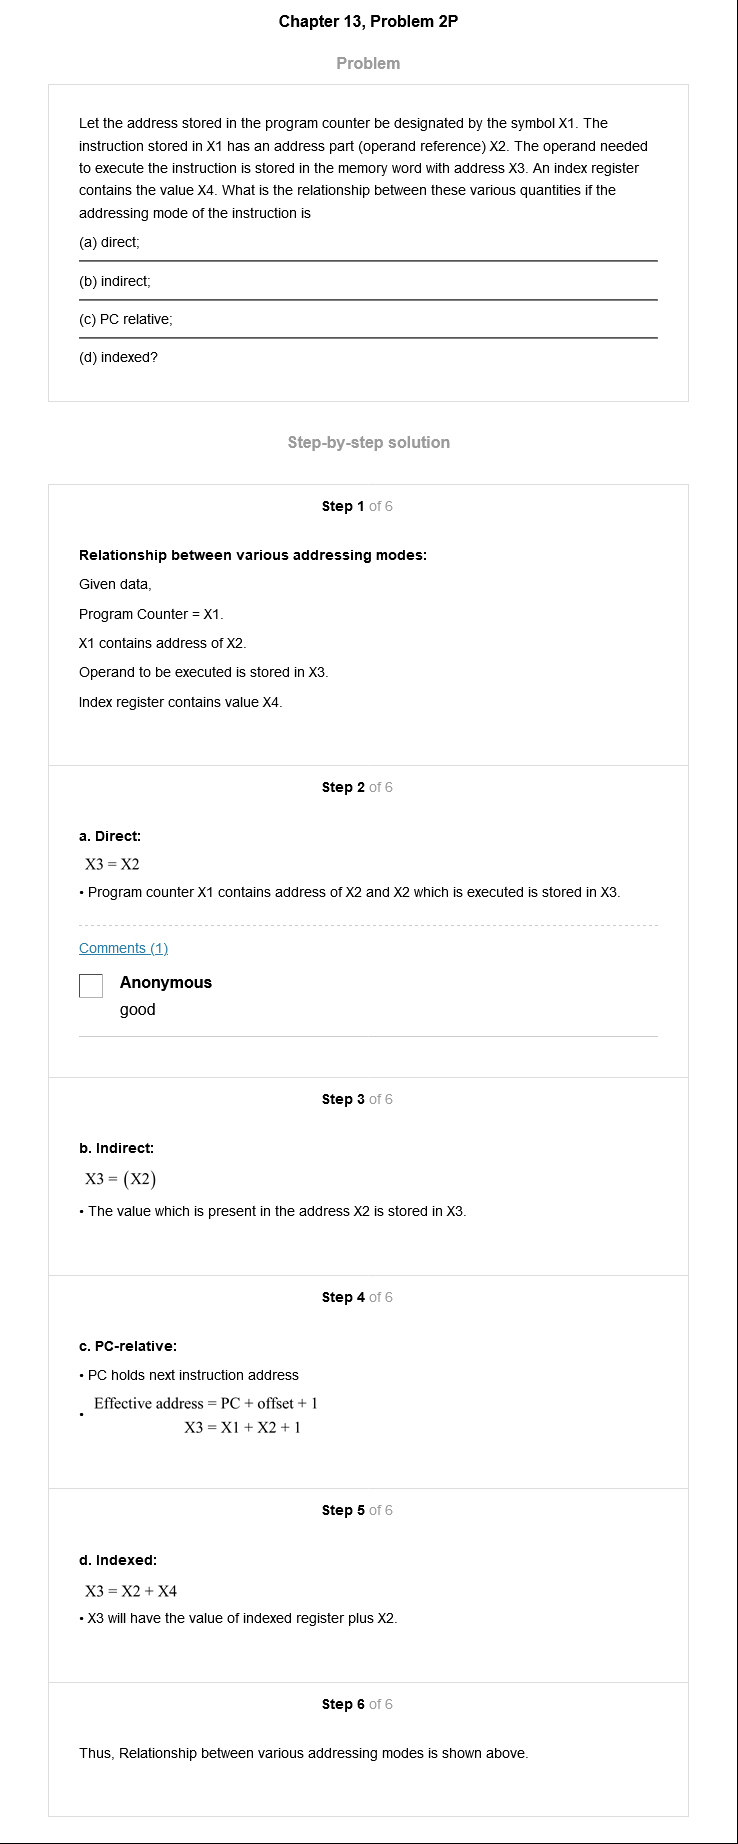 Chapter 13, Problem 2P
Problem
Let the address stored in the program counter be designated by the symbol X1. The
instruction stored in X1 has an address part (operand reference) X2. The operand needed
to execute the instruction is stored in the memory word with address X3. An index register
contains the value X4. What is the relationship between these various quantities if the
addressing mode of the instruction is
(a) direct;
(b) indirect;
(c) PC relative;
(d) indexed?
Step-by-step solution
Step 1 of 6
Relationship between various addressing modes:
Given data,
Program Counter = X1.
X1 contains address of X2.
Operand to be executed is stored in X3.
Index register contains value X4.
Step 2 of 6
a. Direct:
X3 = X2
• Program counter X1 contains address of X2 and X2 which is executed is stored in X3.
Comments (1)
Anonymous
good
Step 3 of 6
b. Indirect:
X3 = (X2)
• The value which is present in the address X2 is stored in X3.
Step 4 of 6
c. PC-relative:
• PC holds next instruction address
• Effective address = PC + offset + 1
X3 = X1 + X2 + 1
Step 5 of 6
d. Indexed:
X3 = X2 + X4
• X3 will have the value of indexed register plus X2.
Step 6 of 6
Thus, Relationship between various addressing modes is shown above.